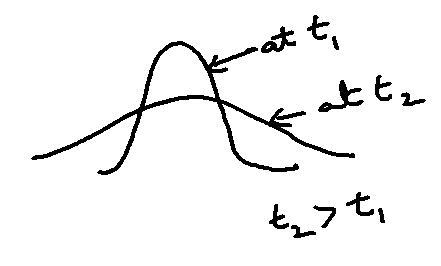 at t₁
at t₂
t₂ > t₁